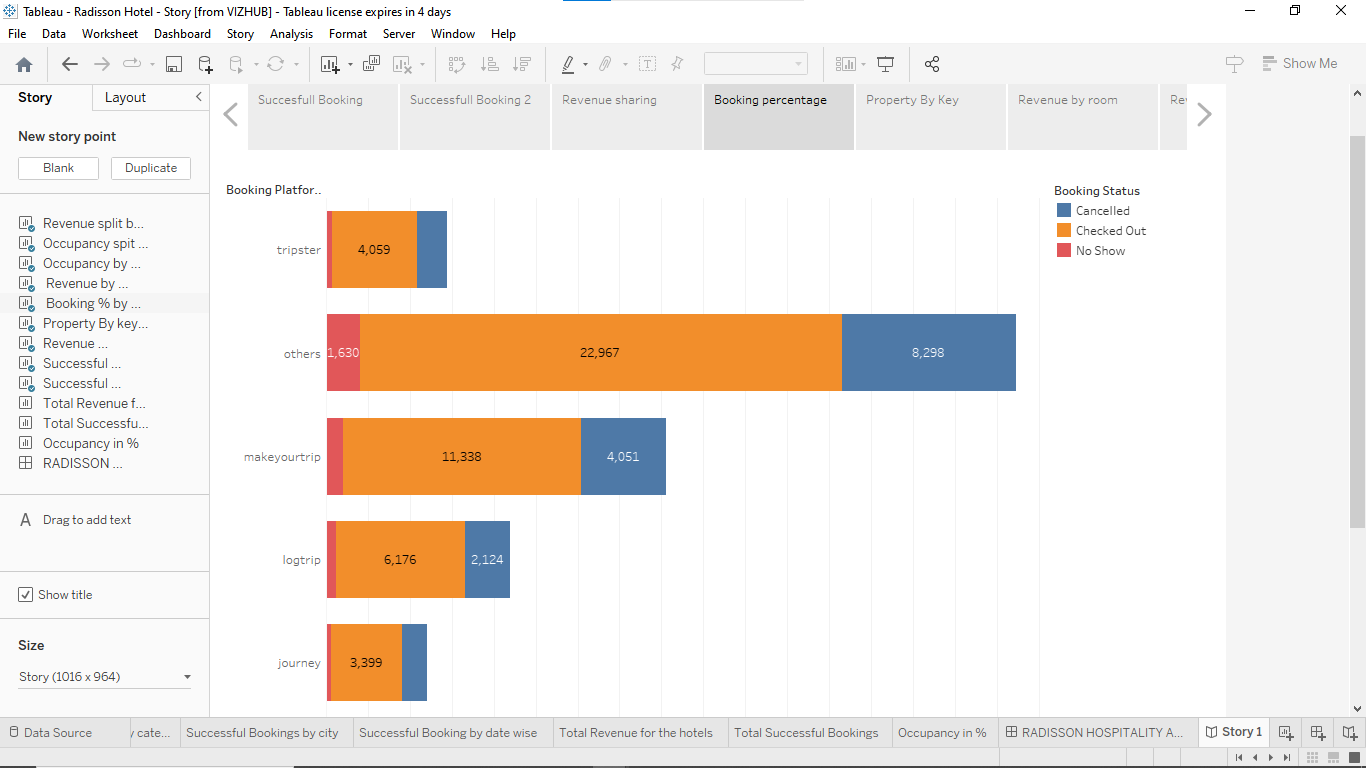 Tableau - Radisson Hotel - Story [from VIZHUB] - Tableau license expires in 4 days
File Data Worksheet Dashboard Story Analysis Format Server Window Help
Show Me
Story Layout
New story point
Blank Duplicate
Revenue split b...
Occupancy spit ...
Occupancy by ...
Revenue by ...
Booking % by ...
Property By key...
Revenue ...
Successful ...
Successful ...
Total Revenue f...
Total Successfu...
Occupancy in %
RADISSON ...
A Drag to add text
Show title
Size
Story (1016 x 964)
Succesfull Booking
Successfull Booking 2
Revenue sharing
Booking percentage
Property By Key
Revenue by room
Rev
Booking Platfor..
tripster 4,059
others 1,630 22,967 8,298
makeyourtrip 11,338 4,051
logtrip 6,176 2,124
journey 3,399
Booking Status
Cancelled
Checked Out
No Show
Data Source y cate... Successful Bookings by city Successful Booking by date wise Total Revenue for the hotels Total Successful Bookings Occupancy in % RADISSON HOSPITALITY A... Story 1